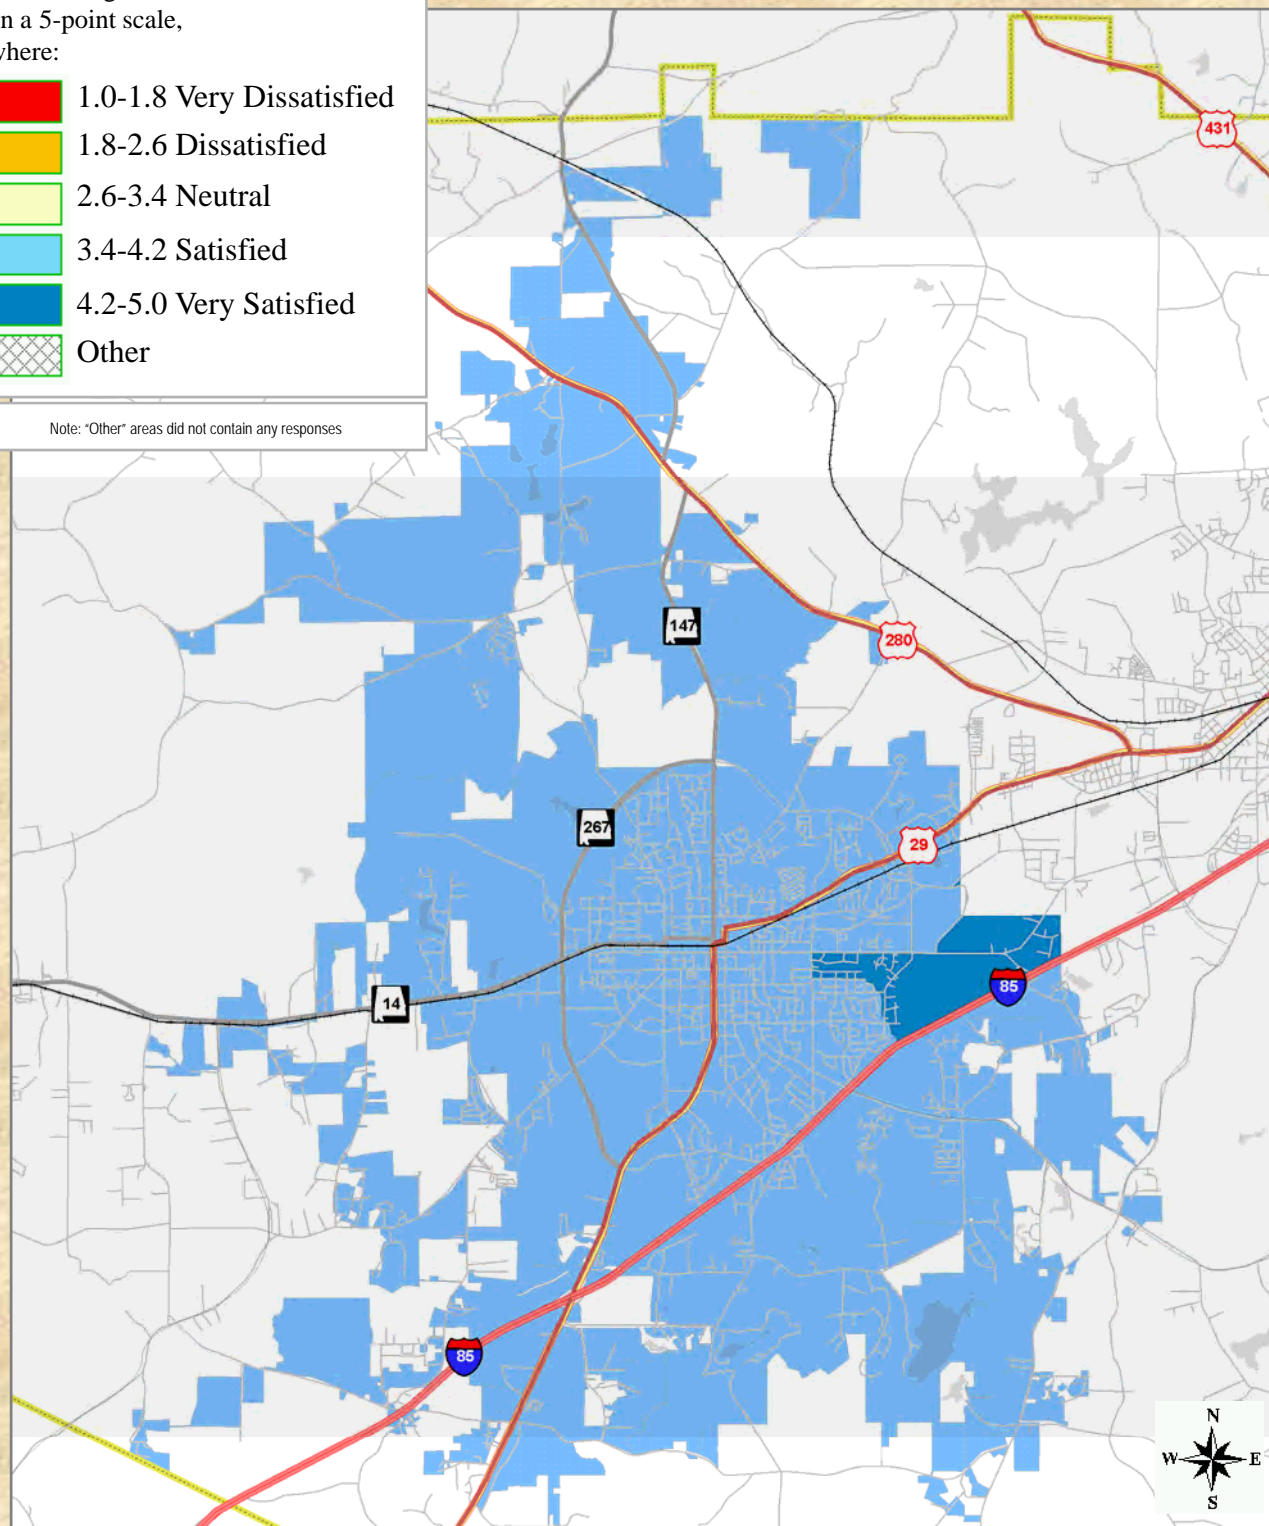 n a 5-point scale,
where:
1.0-1.8 Very Dissatisfied
1.8-2.6 Dissatisfied
2.6-3.4 Neutral
3.4-4.2 Satisfied
4.2-5.0 Very Satisfied
Other
Note: "Other" areas did not contain any responses
431
147
280
267
29
85
14
85
N
W E
S